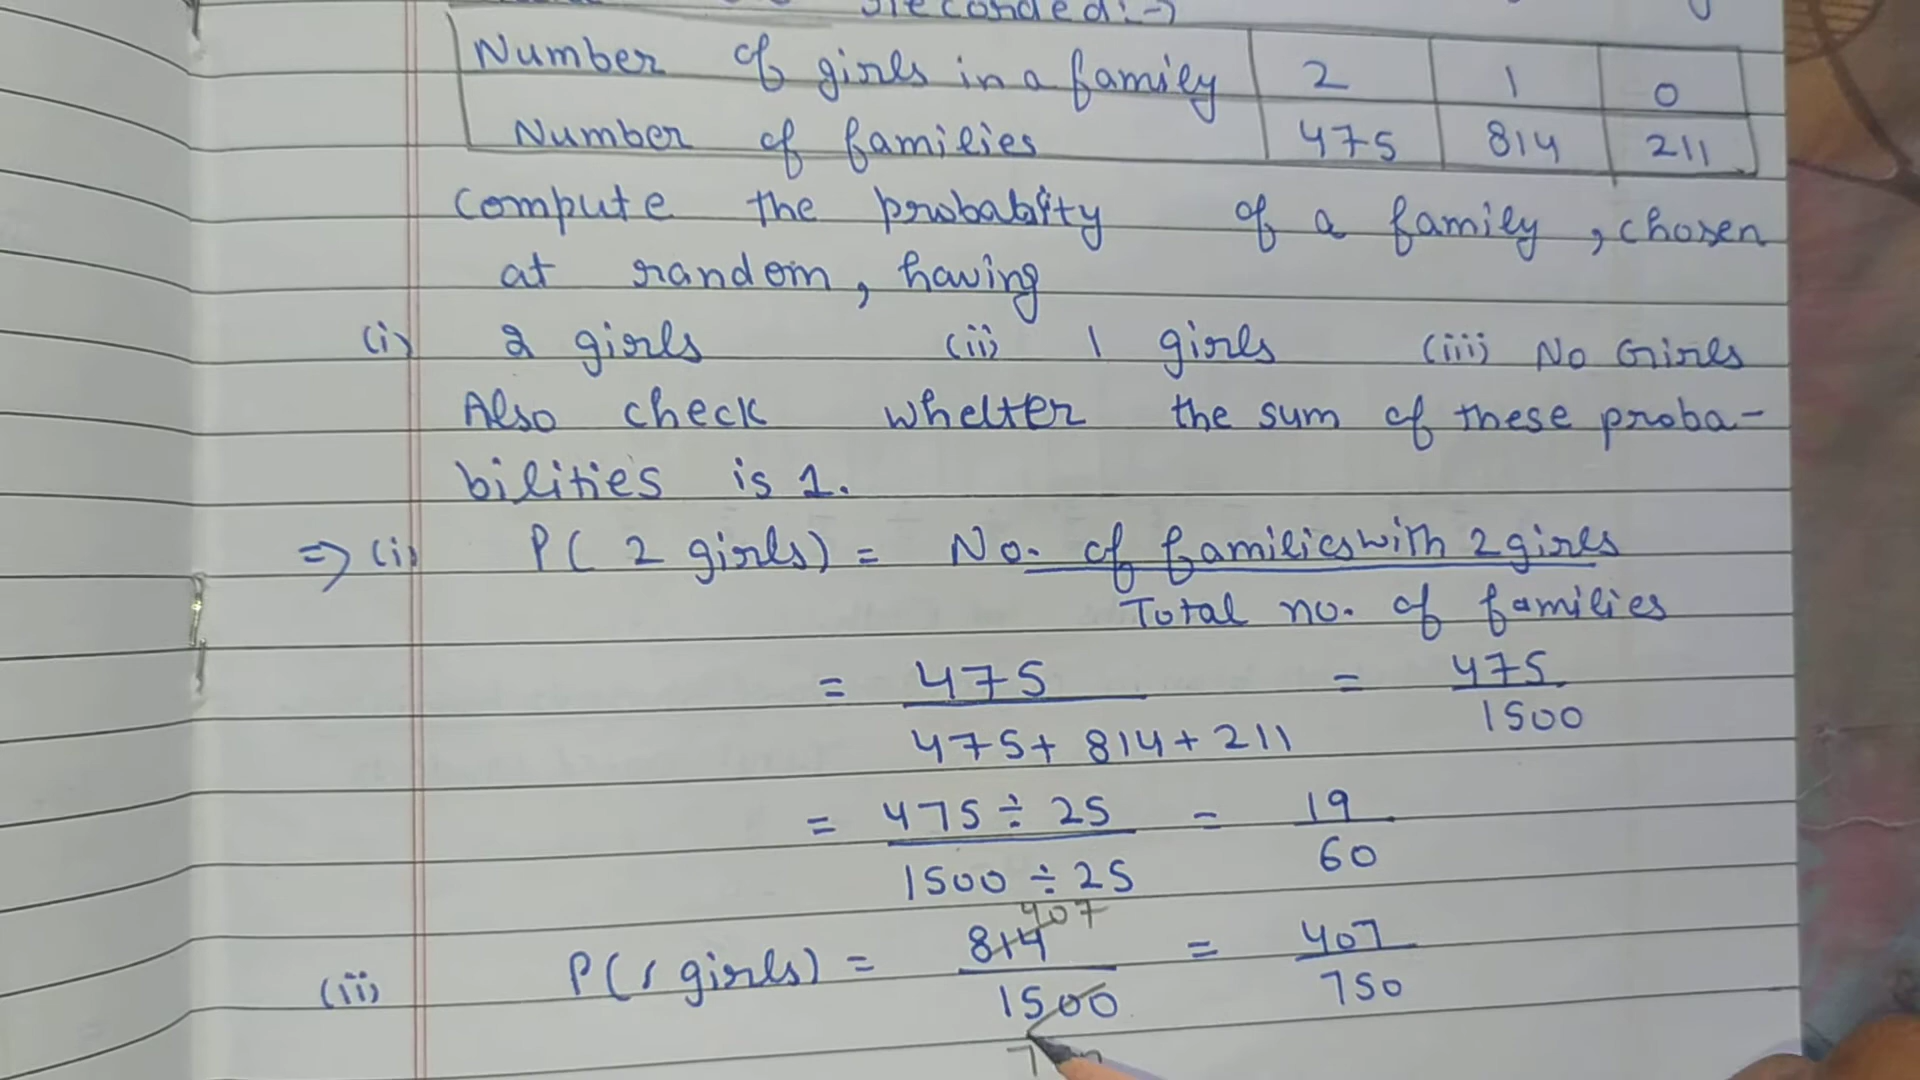 recorded:-
Number of girls in a family 2 1 0
Number of families 475 814 211
compute the probability of a family, chosen
at random, having
(i) 2 girls (ii) 1 girls (iii) No Girls
Also check whelter the sum of these proba-
bilities is 1.
=> (i) P( 2 girls) = No. of families with 2 girls
Total no. of families
= 475 = 475
475+ 814+ 211 1500
= 475 ÷ 25 = 19
1500 ÷ 25 60
407
(ii) P(1 girls) = 814 = 407
1500 750